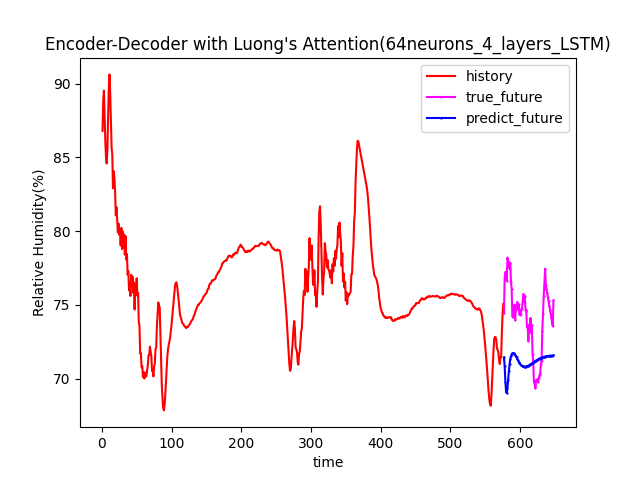 Encoder-Decoder with Luong's Attention(64neurons_4_layers_LSTM)
history
true_future
predict_future
Relative Humidity(%)
90
85
80
75
70
0 100 200 300 400 500 600
time